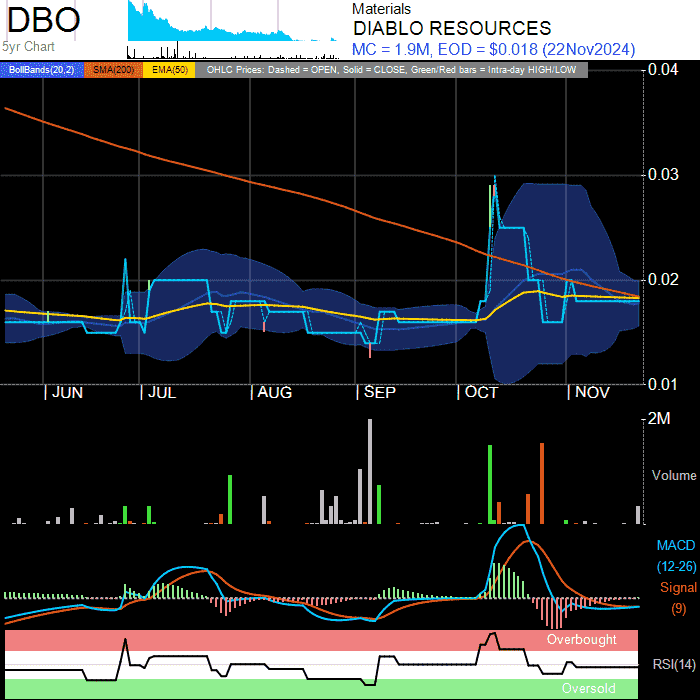 DBO
5yr Chart
Materials
DIABLO RESOURCES
MC = 1.9M, EOD = $0.018 (22Nov2024)
BollBands(20,2) SMA(200) EMA(50) OHLC Prices: Dashed = OPEN, Solid = CLOSE, Green/Red bars = Intra-day HIGH/LOW
0.04
0.03
0.02
0.01
JUN JUL AUG SEP OCT NOV
2M
Volume
MACD
(12-26)
Signal
(9)
Overbought
RSI(14)
Oversold